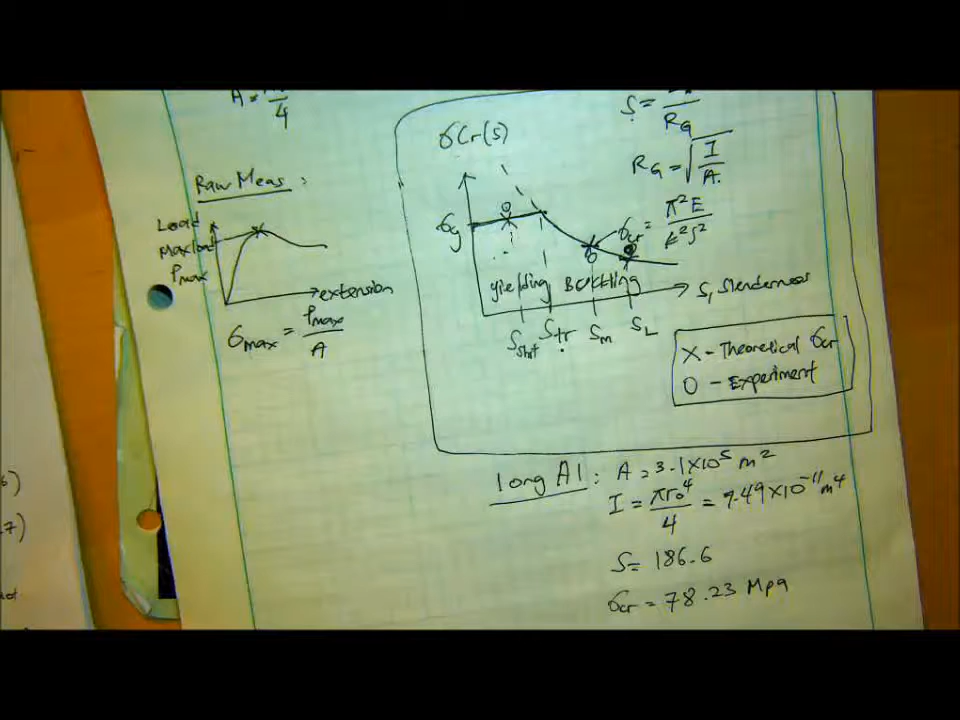 4
Raw Meas :
Load
Max load
Pmax
extension
σmax = Pmax / A
σcr(s)
S =
RG
RG = √(I / A)
σy
σcr = π²E / k²S²
yielding Buckling
S, Slenderness
Sshit Str Sm SL
X - Theoretical σcr
O - Experiment
long Al : A = 3.1×10⁵ m²
I = πr₀⁴ / 4 = 7.49×10⁻¹¹ m⁴
S = 186.6
σcr = 78.23 Mpa
7)